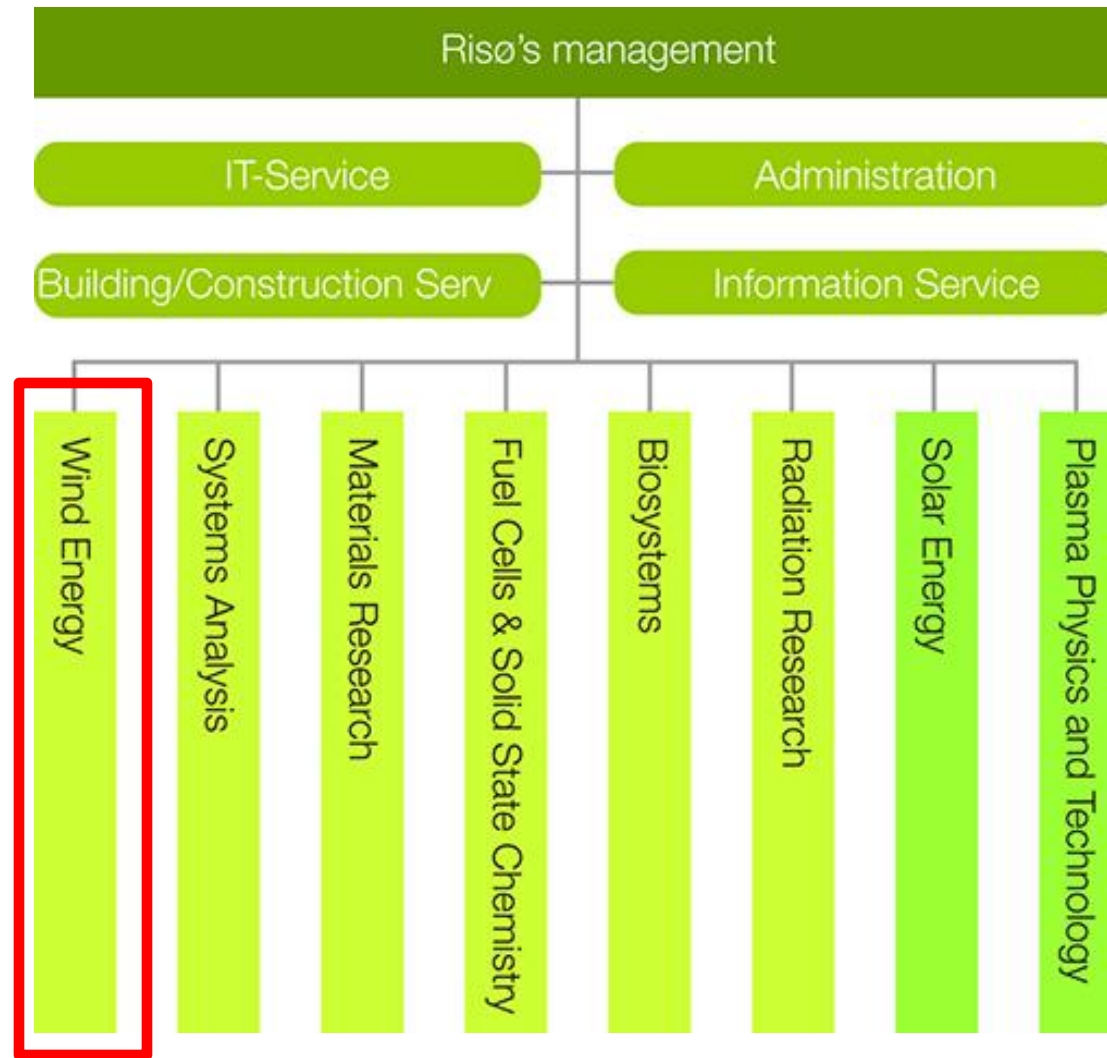 Risø's management
IT-Service
Administration
Building/Construction Serv
Information Service
Wind Energy
Systems Analysis
Materials Research
Fuel Cells & Solid State Chemistry
Biosystems
Radiation Research
Solar Energy
Plasma Physics and Technology